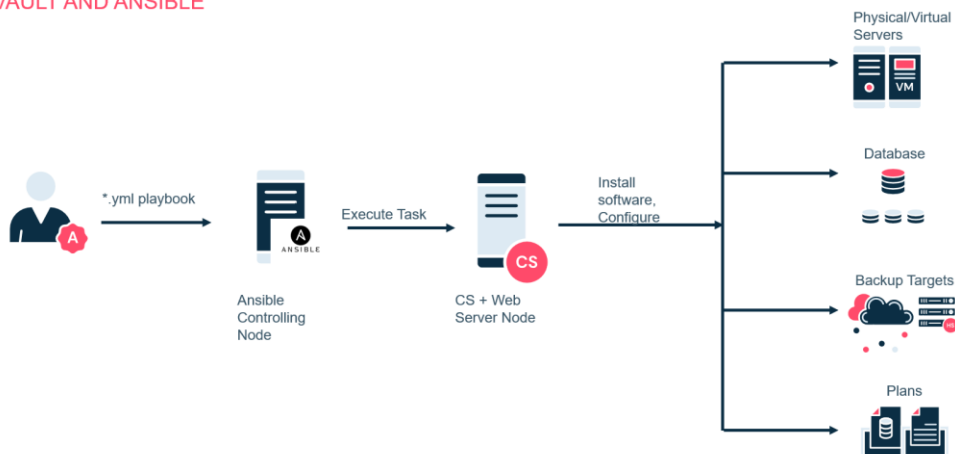 VAULT AND ANSIBLE
Physical/Virtual
Servers
VM
Database
*.yml playbook
A
Execute Task
Install
software,
Configure
A
ANSIBLE
CS
Ansible
Controlling
Node
CS + Web
Server Node
Backup Targets
Plans